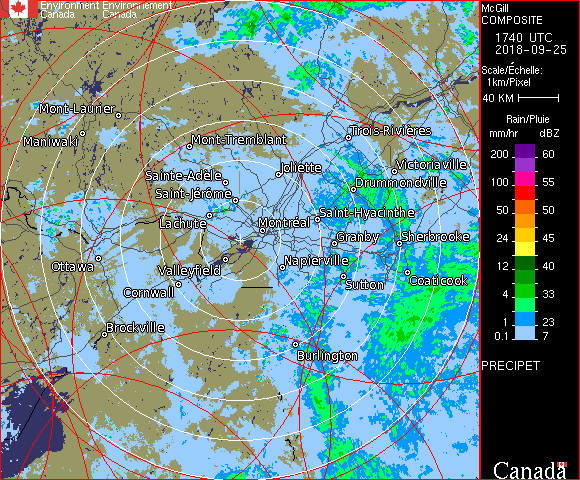 Environment Environnement
Canada Canada
McGill
COMPOSITE
1740 UTC
2018-09-25
Scale/Échelle:
1km/Pixel
40 KM
Rain/Pluie
mm/hr dBZ
200 60
100 55
50 50
24 45
12 40
4 33
1 23
0.1 7
PRECIPET
Canada
Mont-Laurier
Maniwaki
Mont-Tremblant
Trois-Rivières
Joliette
Victoriaville
Sainte-Adèle
Drummondville
Saint-Jérôme
Lachute
Saint-Hyacinthe
Montréal
Granby
Sherbrooke
Ottawa
Valleyfield
Napierville
Coaticook
Cornwall
Sutton
Brockville
Burlington